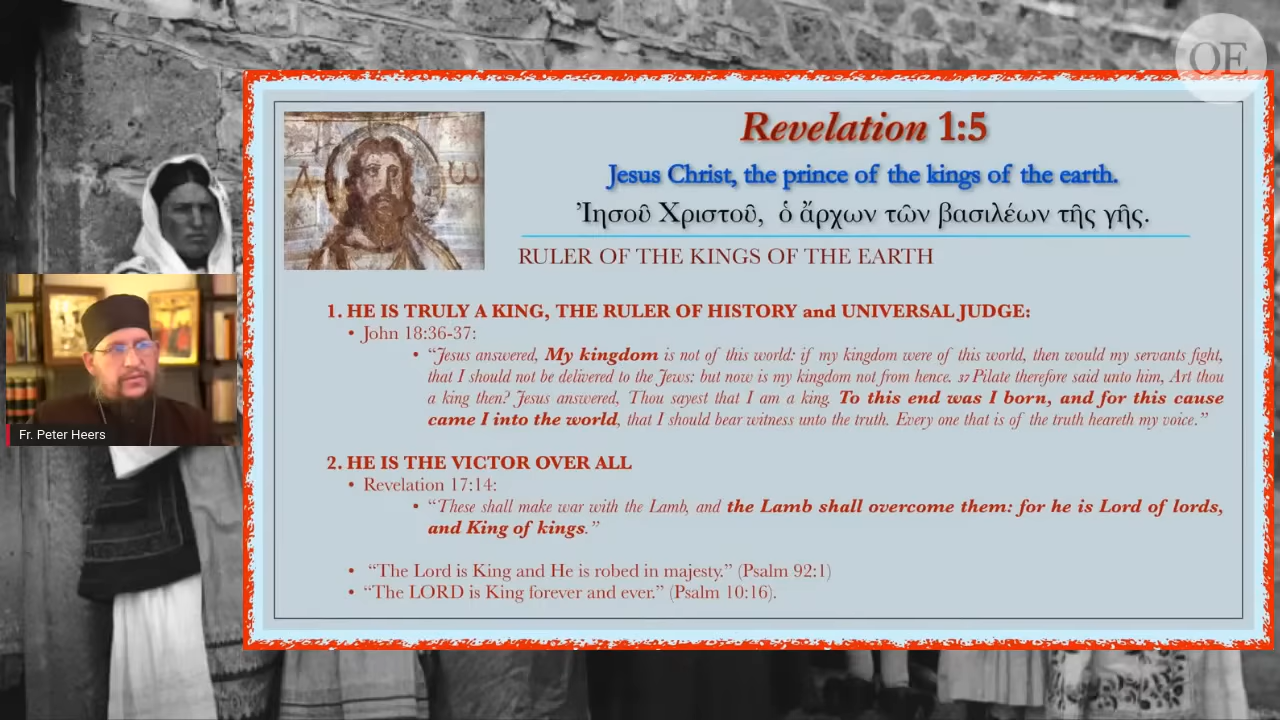 OE
Revelation 1:5
Jesus Christ, the prince of the kings of the earth.
Ἰησοῦ Χριστοῦ, ὁ ἄρχων τῶν βασιλέων τῆς γῆς.
RULER OF THE KINGS OF THE EARTH
Α Ω
1. HE IS TRULY A KING, THE RULER OF HISTORY and UNIVERSAL JUDGE:
• John 18:36-37:
• “Jesus answered, My kingdom is not of this world: if my kingdom were of this world, then would my servants fight,
that I should not be delivered to the Jews: but now is my kingdom not from hence. 37 Pilate therefore said unto him, Art thou
a king then? Jesus answered, Thou sayest that I am a king. To this end was I born, and for this cause
came I into the world, that I should bear witness unto the truth. Every one that is of the truth heareth my voice.”
2. HE IS THE VICTOR OVER ALL
• Revelation 17:14:
• “These shall make war with the Lamb, and the Lamb shall overcome them: for he is Lord of lords,
and King of kings.”
• “The Lord is King and He is robed in majesty.” (Psalm 92:1)
• “The LORD is King forever and ever.” (Psalm 10:16).
Fr. Peter Heers